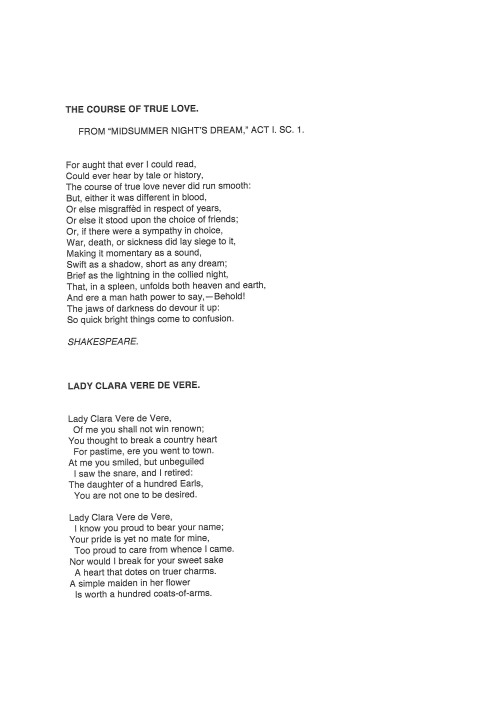 THE COURSE OF TRUE LOVE.
FROM "MIDSUMMER NIGHT'S DREAM," ACT I. SC. 1.
For aught that ever I could read,
Could ever hear by tale or history,
The course of true love never did run smooth:
But, either it was different in blood,
Or else misgraffèd in respect of years,
Or else it stood upon the choice of friends;
Or, if there were a sympathy in choice,
War, death, or sickness did lay siege to it,
Making it momentary as a sound,
Swift as a shadow, short as any dream;
Brief as the lightning in the collied night,
That, in a spleen, unfolds both heaven and earth,
And ere a man hath power to say,—Behold!
The jaws of darkness do devour it up:
So quick bright things come to confusion.
SHAKESPEARE.
LADY CLARA VERE DE VERE.
Lady Clara Vere de Vere,
Of me you shall not win renown;
You thought to break a country heart
For pastime, ere you went to town.
At me you smiled, but unbeguiled
I saw the snare, and I retired:
The daughter of a hundred Earls,
You are not one to be desired.
Lady Clara Vere de Vere,
I know you proud to bear your name;
Your pride is yet no mate for mine,
Too proud to care from whence I came.
Nor would I break for your sweet sake
A heart that dotes on truer charms.
A simple maiden in her flower
Is worth a hundred coats-of-arms.